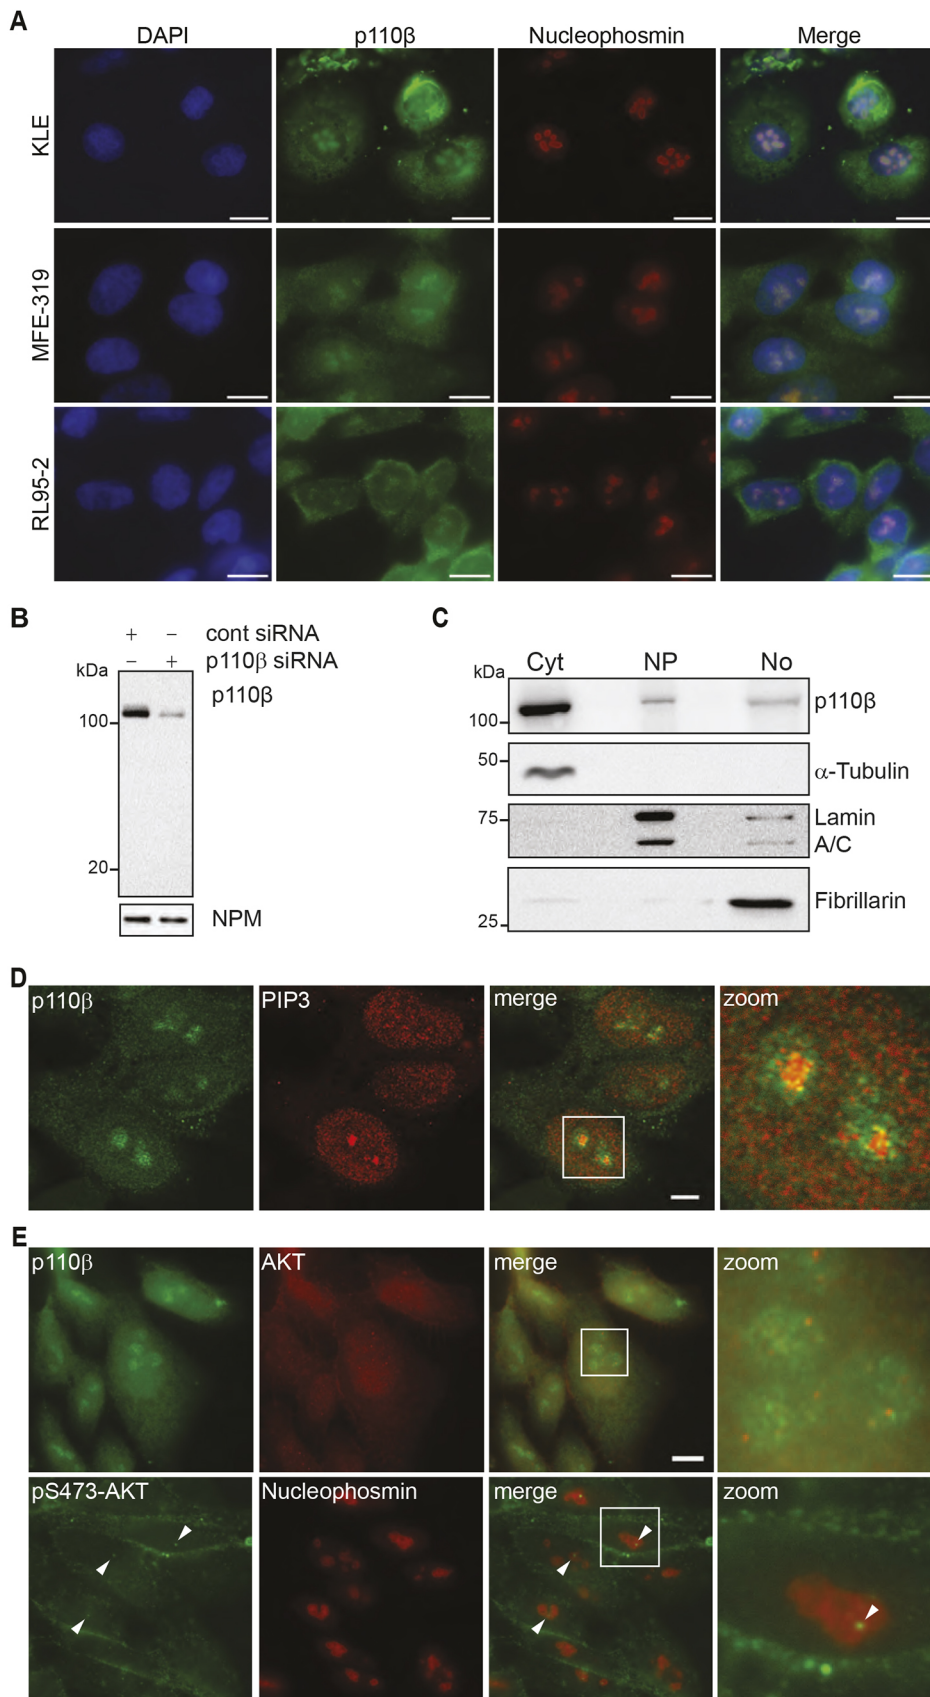 A
DAPI p110β Nucleophosmin Merge
KLE
MFE-319
RL95-2
B
+ − cont siRNA
− + p110β siRNA
kDa
p110β
100
20
NPM
C
Cyt NP No
kDa
p110β
100
50
α-Tubulin
75
Lamin
A/C
Fibrillarin
25
D
p110β PIP3 merge zoom
E
p110β AKT merge zoom
pS473-AKT Nucleophosmin merge zoom